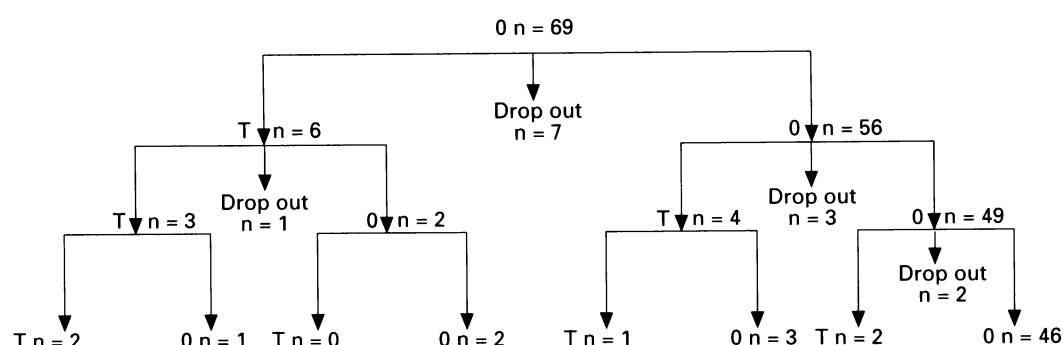 0 n = 69
Drop out
n = 7
T n = 6
0 n = 56
Drop out
n = 1
Drop out
n = 3
T n = 3
0 n = 2
T n = 4
0 n = 49
Drop out
n = 2
T n = 2
0 n = 1
T n = 0
0 n = 2
T n = 1
0 n = 3
T n = 2
0 n = 46